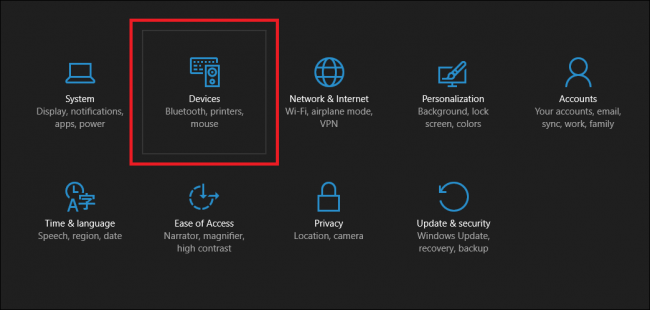 System
Display, notifications,
apps, power
Devices
Bluetooth, printers,
mouse
Network & Internet
Wi-Fi, airplane mode,
VPN
Personalization
Background, lock
screen, colors
Accounts
Your accounts, email,
sync, work, family
A字
Time & language
Speech, region, date
Ease of Access
Narrator, magnifier,
high contrast
Privacy
Location, camera
Update & security
Windows Update,
recovery, backup